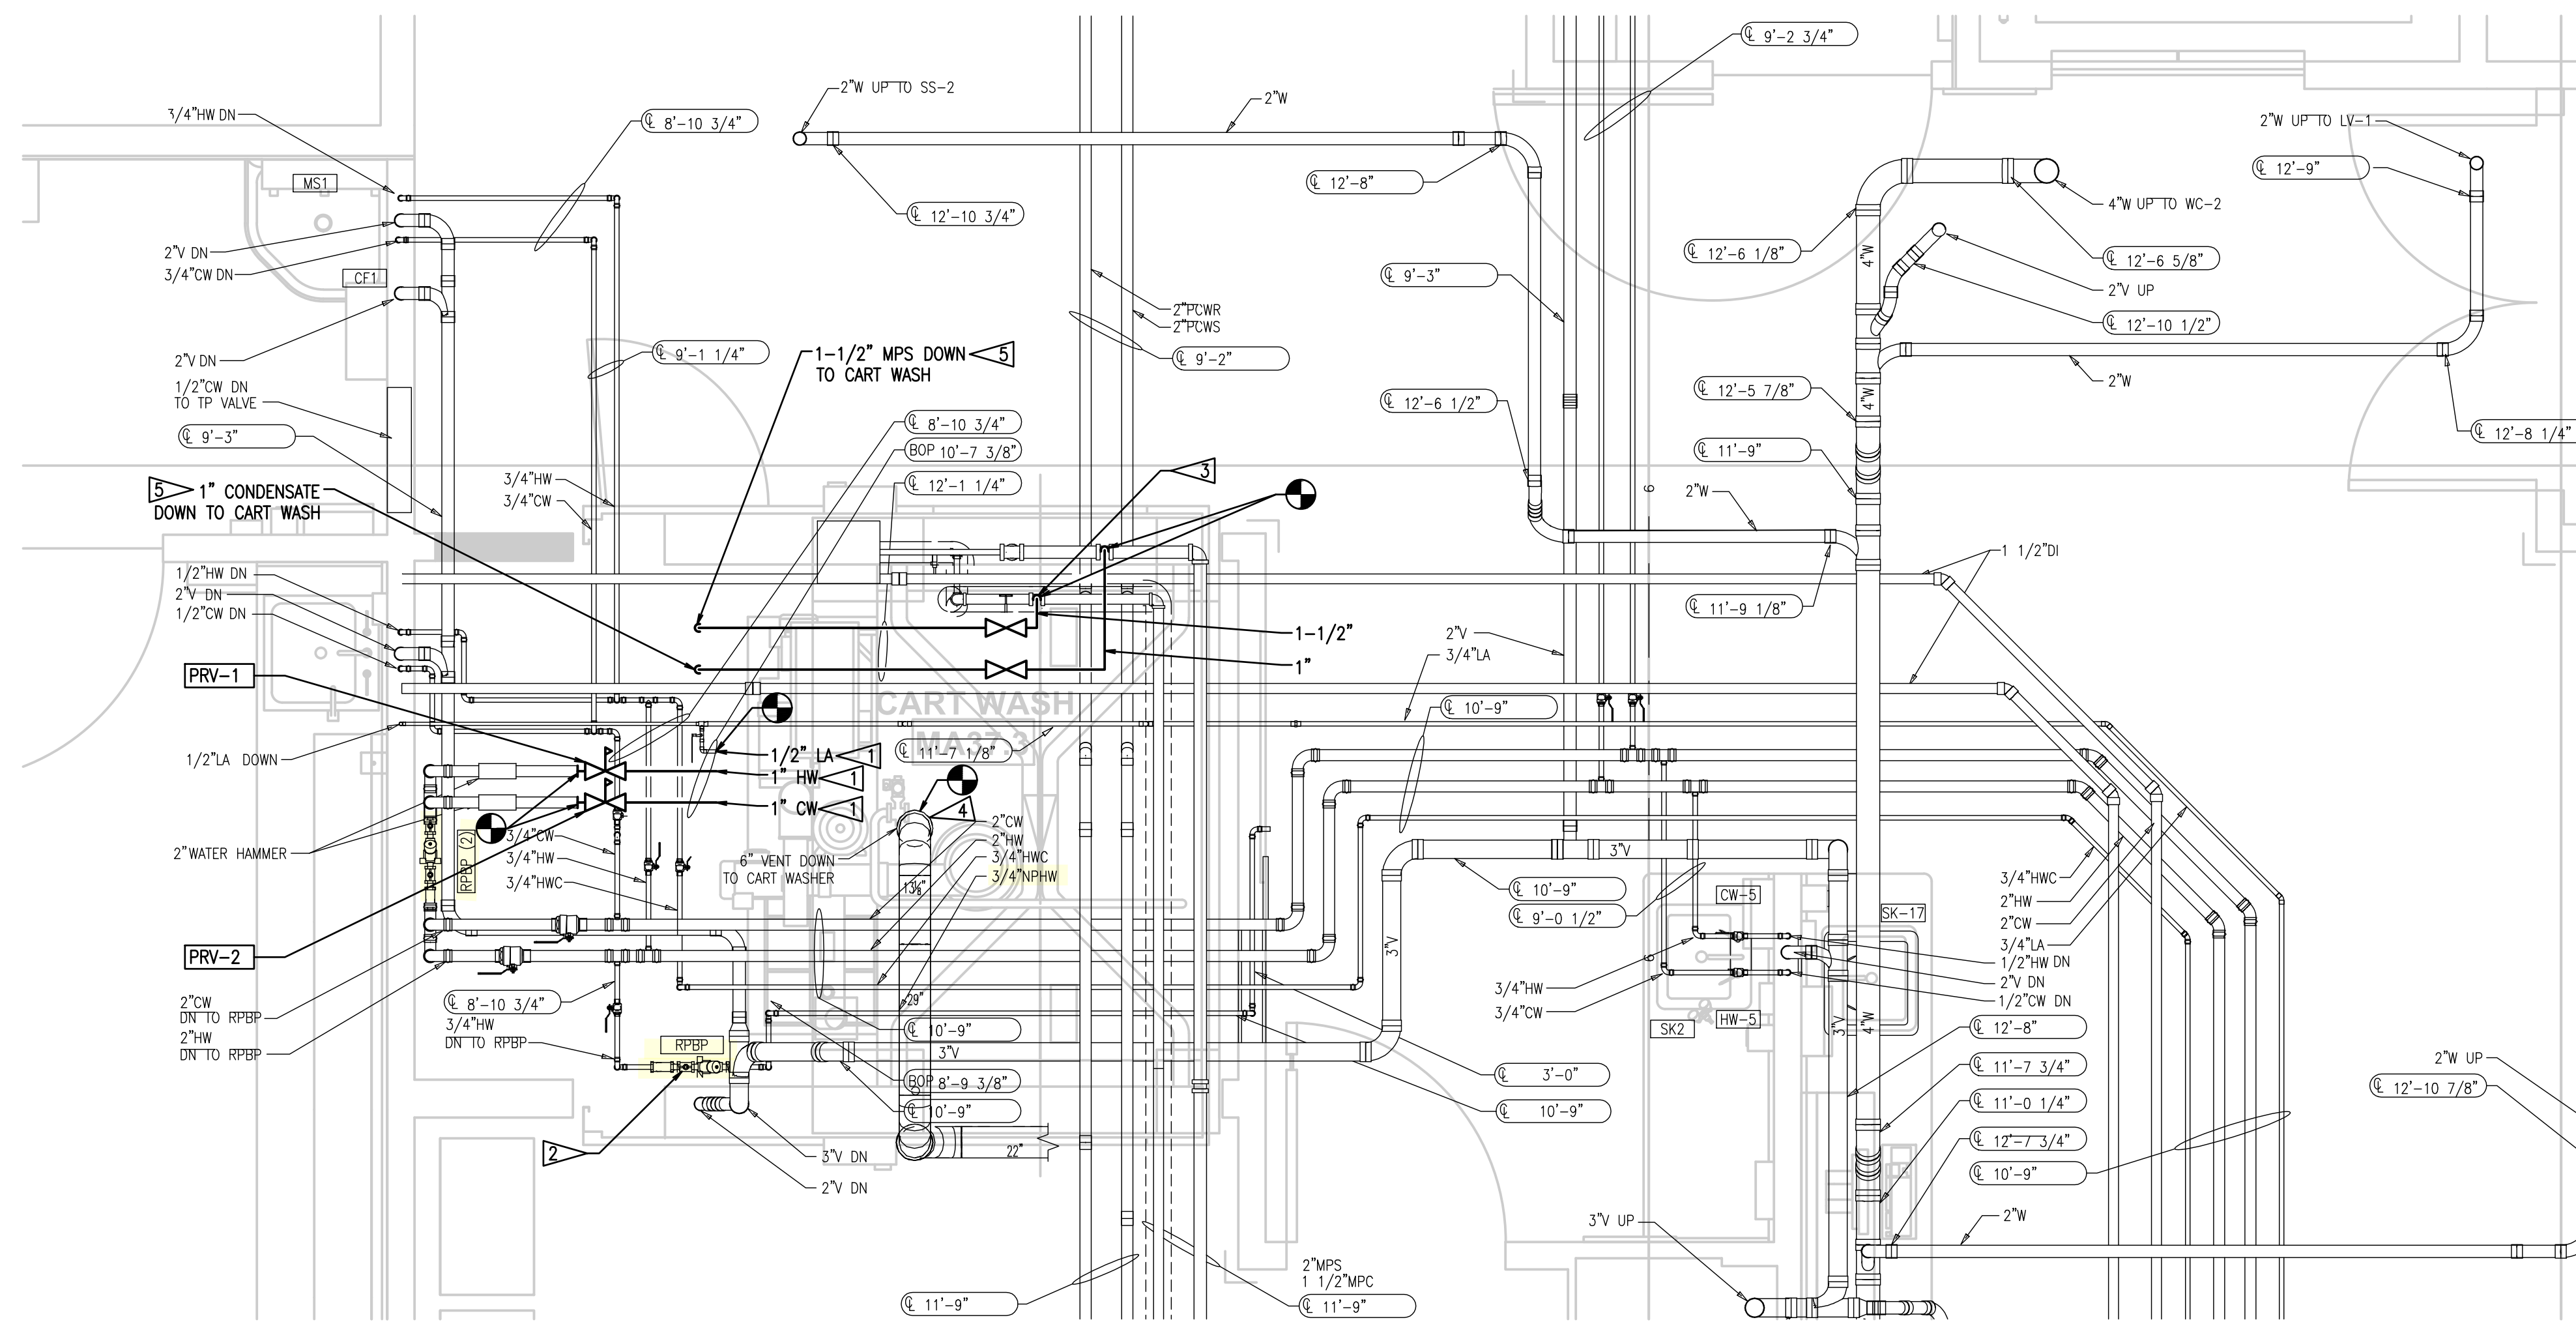 ℄ 9'-2 3/4"
2"W UP TO SS-2
2"W
3/4"HW DN
℄ 8'-10 3/4"
2"W UP TO LV-1
℄ 12'-9"
MS1
℄ 12'-8"
℄ 12'-10 3/4"
4"W UP TO WC-2
2"V DN
3/4"CW DN
CF1
℄ 9'-3"
℄ 12'-6 1/8"
4"W
℄ 12'-6 5/8"
2"V UP
2"PCWR
2"PCWS
℄ 12'-10 1/2"
2"V DN
℄ 9'-1 1/4"
1-1/2" MPS DOWN 5
TO CART WASH
℄ 9'-2"
2"W
1/2"CW DN
TO TP VALVE
℄ 12'-6 1/2"
℄ 12'-5 7/8"
4"W
℄ 9'-3"
℄ 8'-10 3/4"
BOP 10'-7 3/8"
℄ 12'-1 1/4"
℄ 11'-9"
℄ 12'-8 1/4"
3/4"HW
3/4"CW
3
5 1" CONDENSATE
DOWN TO CART WASH
2"W
6
1 1/2"DI
1/2"HW DN
2"V DN
1/2"CW DN
℄ 11'-9 1/8"
1-1/2"
1"
2"V
3/4"LA
PRV-1
CART WASH
MA37.3
℄ 10'-9"
1/2"LA DOWN
℄ 11'-7 1/8"
1/2" LA 1
1" HW 1
1" CW 1
4
2"WATER HAMMER
RPBP (2)
3/4"CW
3/4"HW
3/4"HWC
6" VENT DOWN
TO CART WASHER
2"CW
2"HW
3/4"HWC
3/4"NPHW
13⅛"
3"V
℄ 10'-9"
℄ 9'-0 1/2"
CW-5
SK-17
3/4"HWC
2"HW
2"CW
3/4"LA
1/2"HW DN
2"V DN
1/2"CW DN
PRV-2
3"V
6
3/4"HW
3/4"CW
2"CW
DN TO RPBP
2"HW
DN TO RPBP
℄ 8'-10 3/4"
3/4"HW
DN TO RPBP
29"
℄ 10'-9"
SK2
HW-5
3"V
4"W
℄ 12'-8"
RPBP
3"V
℄ 11'-7 3/4"
2"W UP
℄ 12'-10 7/8"
BOP 8'-9 3/8"
℄ 3'-0"
℄ 10'-9"
℄ 10'-9"
℄ 11'-0 1/4"
℄ 12'-7 3/4"
℄ 10'-9"
2
22"
3"V DN
2"V DN
3"V UP
2"W
2"MPS
1 1/2"MPC
℄ 11'-9"
℄ 11'-9"